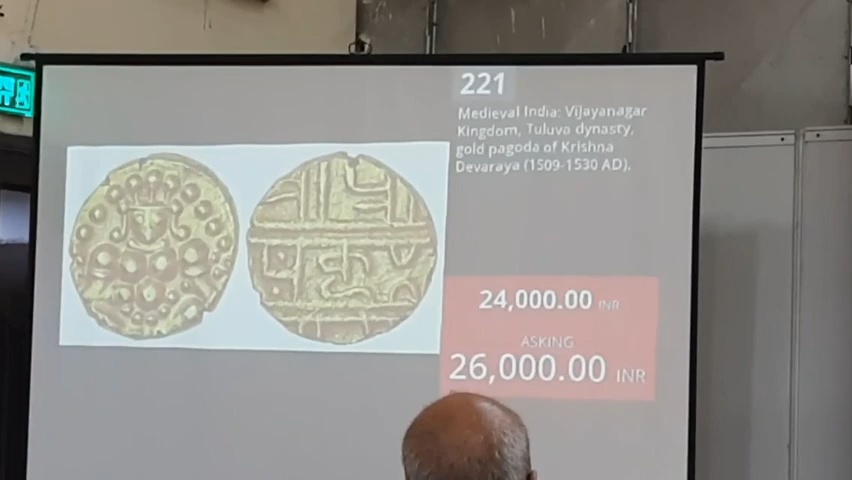 221
Medieval India: Vijayanagar
Kingdom, Tuluva dynasty,
gold pagoda of Krishna
Devaraya (1509-1530 AD).
24,000.00 INR
ASKING
26,000.00 INR